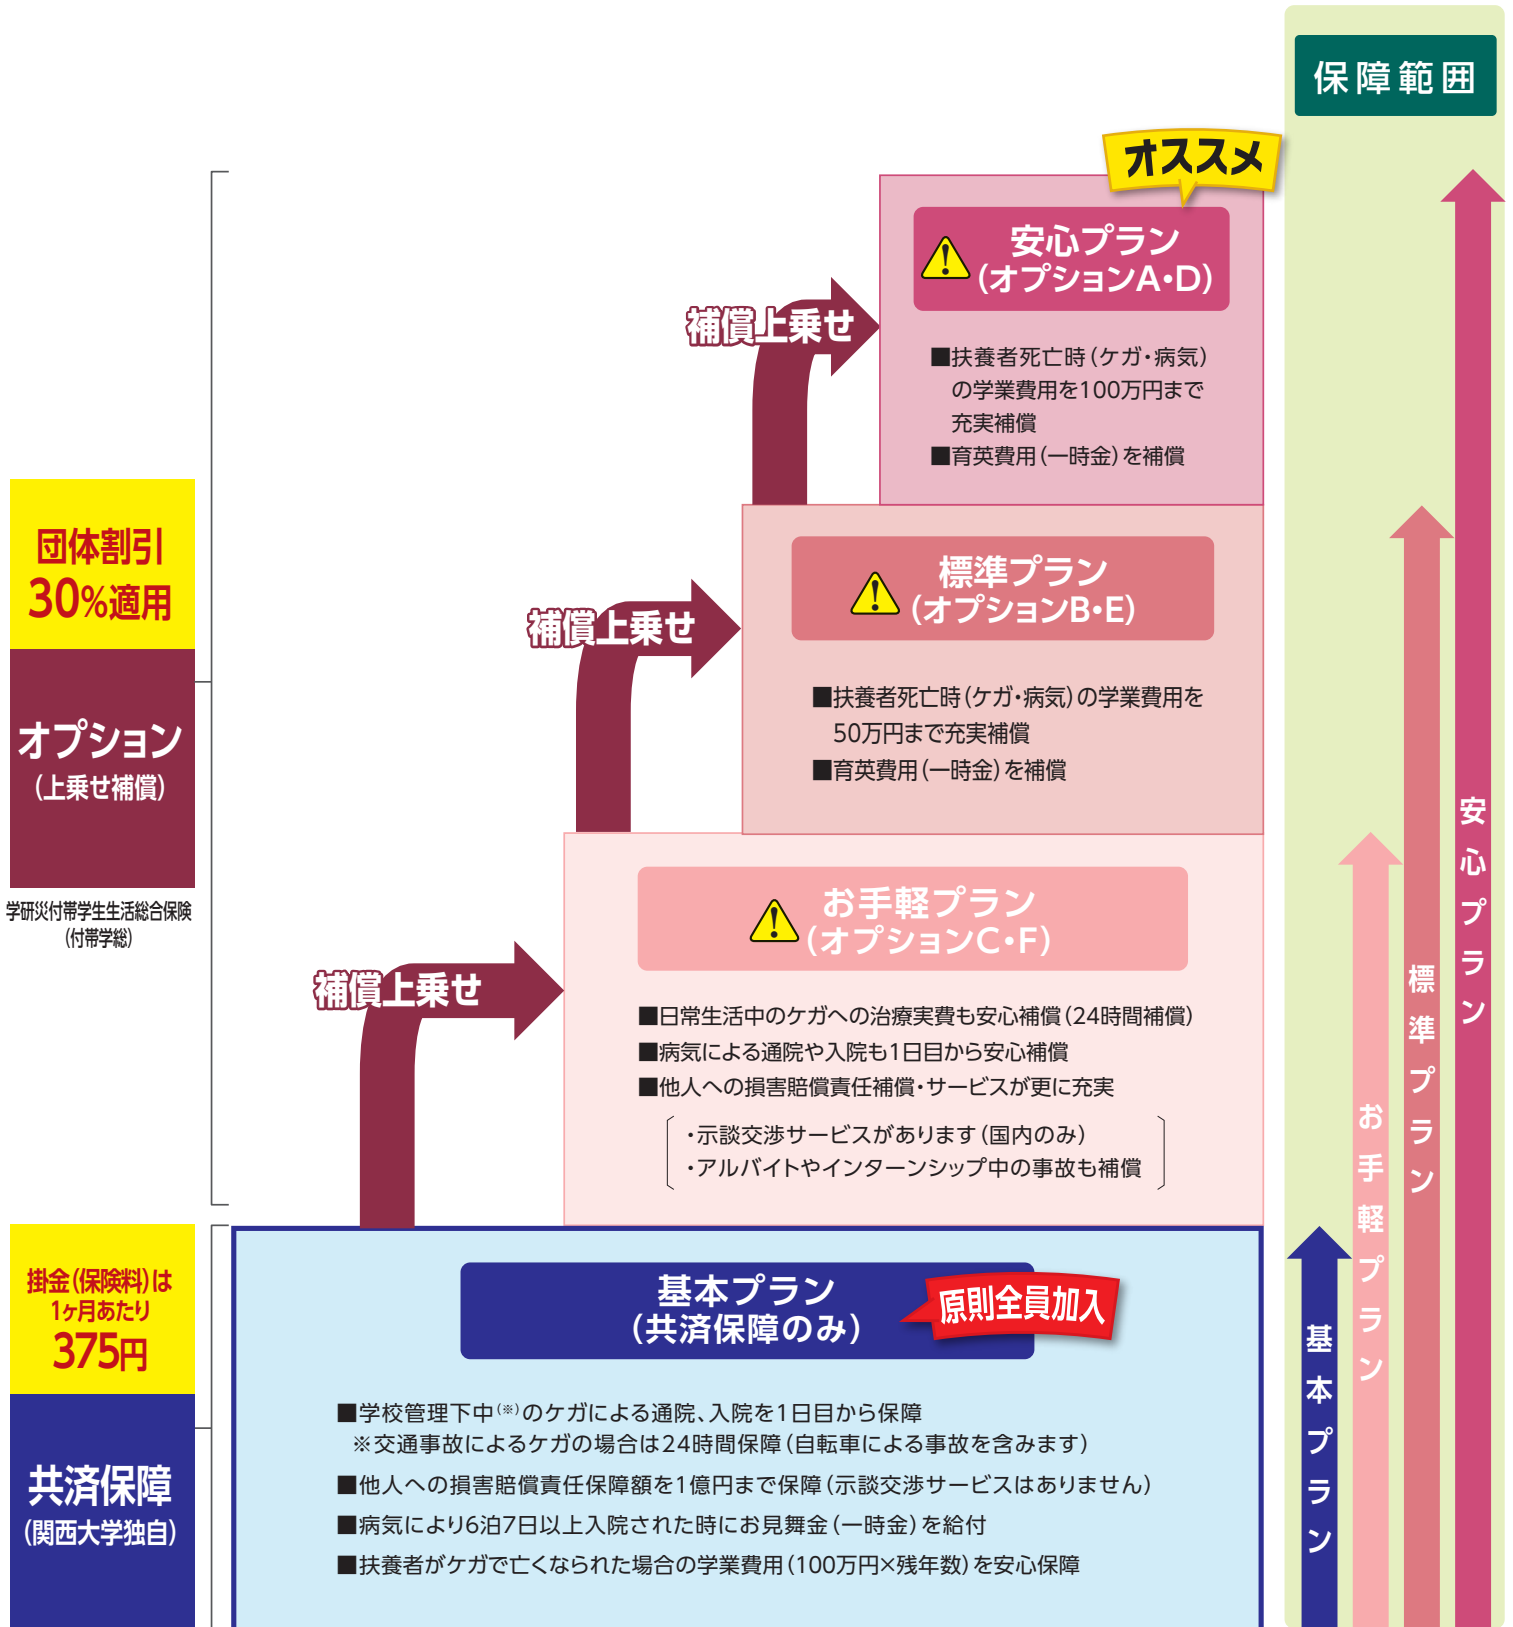 保障範囲
オススメ
安心プラン
(オプションA・D)
補償上乗せ
■扶養者死亡時(ケガ・病気)
の学業費用を100万円まで
充実補償
■育英費用(一時金)を補償
団体割引
30%適用
オプション
(上乗せ補償)
学研災付帯学生生活総合保険
(付帯学総)
標準プラン
(オプションB・E)
補償上乗せ
■扶養者死亡時(ケガ・病気)の学業費用を
50万円まで充実補償
■育英費用(一時金)を補償
お手軽プラン
(オプションC・F)
補償上乗せ
■日常生活中のケガへの治療実費も安心補償(24時間補償)
■病気による通院や入院も1日目から安心補償
■他人への損害賠償責任補償・サービスが更に充実
・示談交渉サービスがあります(国内のみ)
・アルバイトやインターンシップ中の事故も補償
掛金(保険料)は
1ヶ月あたり
375円
共済保障
(関西大学独自)
基本プラン
(共済保障のみ)
原則全員加入
■学校管理下中(※)のケガによる通院、入院を1日目から保障
※交通事故によるケガの場合は24時間保障(自転車による事故を含みます)
■他人への損害賠償責任保障額を1億円まで保障(示談交渉サービスはありません)
■病気により6泊7日以上入院された時にお見舞金(一時金)を給付
■扶養者がケガで亡くなられた場合の学業費用(100万円×残年数)を安心保障
基本プラン
お手軽プラン
標準プラン
安心プラン